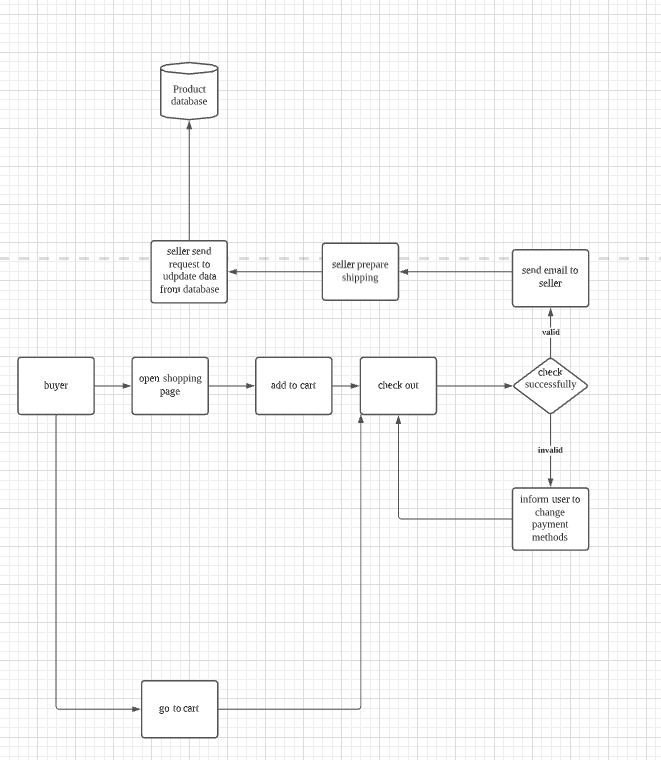 Product
database
seller send
request to
udpdate data
from database
seller prepare
shipping
send email to
seller
valid
buyer
open shopping
page
add to cart
check out
check
successfully
invalid
inform user to
change
payment
methods
go to cart